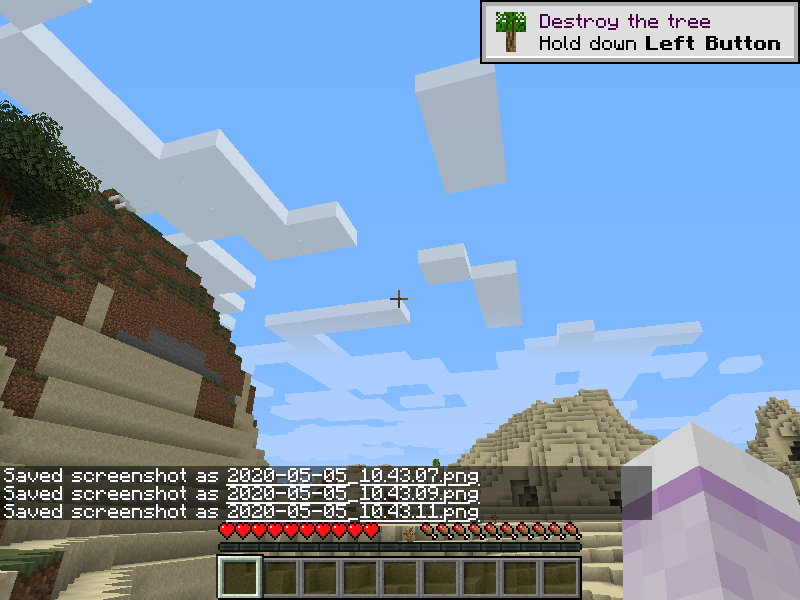 Destroy the tree
Hold down Left Button
Saved screenshot as 2020-05-05_10.43.07.png
Saved screenshot as 2020-05-05_10.43.09.png
Saved screenshot as 2020-05-05_10.43.11.png